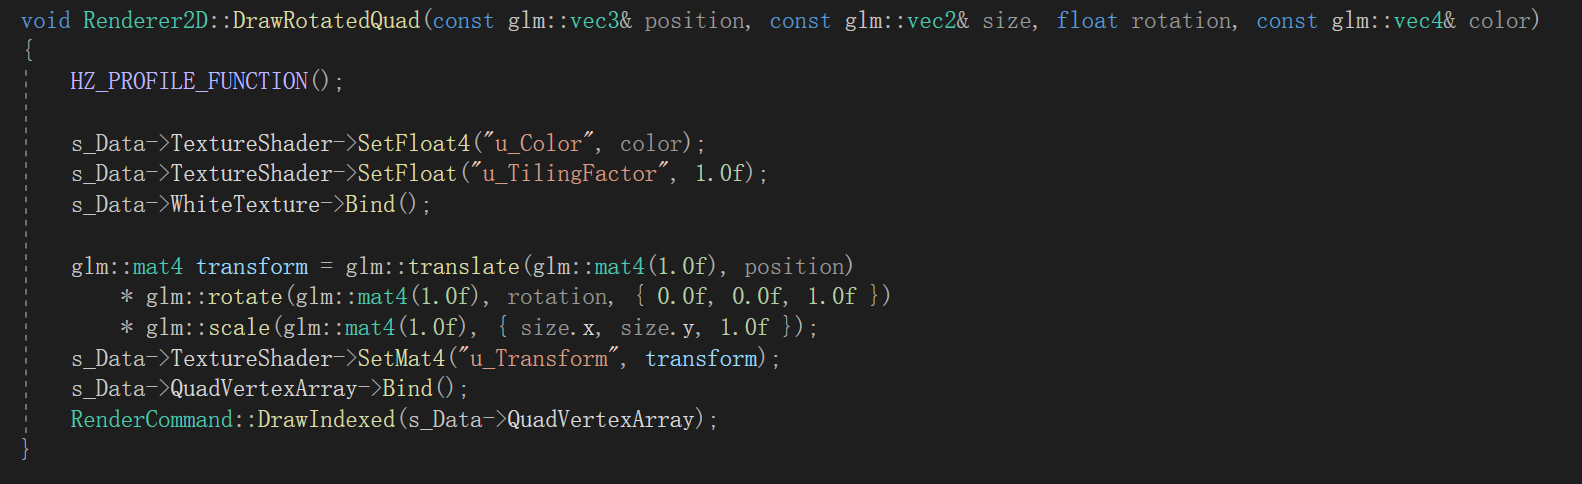 void Renderer2D::DrawRotatedQuad(const glm::vec3& position, const glm::vec2& size, float rotation, const glm::vec4& color)
{
HZ_PROFILE_FUNCTION();
s_Data->TextureShader->SetFloat4("u_Color", color);
s_Data->TextureShader->SetFloat("u_TilingFactor", 1.0f);
s_Data->WhiteTexture->Bind();
glm::mat4 transform = glm::translate(glm::mat4(1.0f), position)
* glm::rotate(glm::mat4(1.0f), rotation, { 0.0f, 0.0f, 1.0f })
* glm::scale(glm::mat4(1.0f), { size.x, size.y, 1.0f });
s_Data->TextureShader->SetMat4("u_Transform", transform);
s_Data->QuadVertexArray->Bind();
RenderCommand::DrawIndexed(s_Data->QuadVertexArray);
}